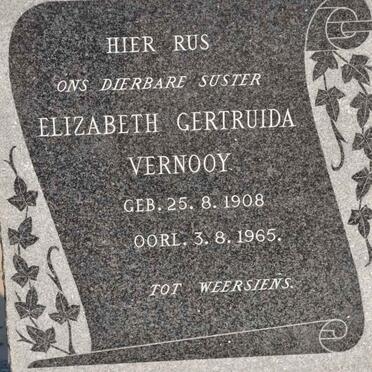 HIER RUS
ONS DIERBARE SUSTER
ELIZABETH GERTRUIDA
VERNOOY.
GEB. 25. 8. 1908
OORL. 3. 8. 1965.
TOT WEERSIENS.